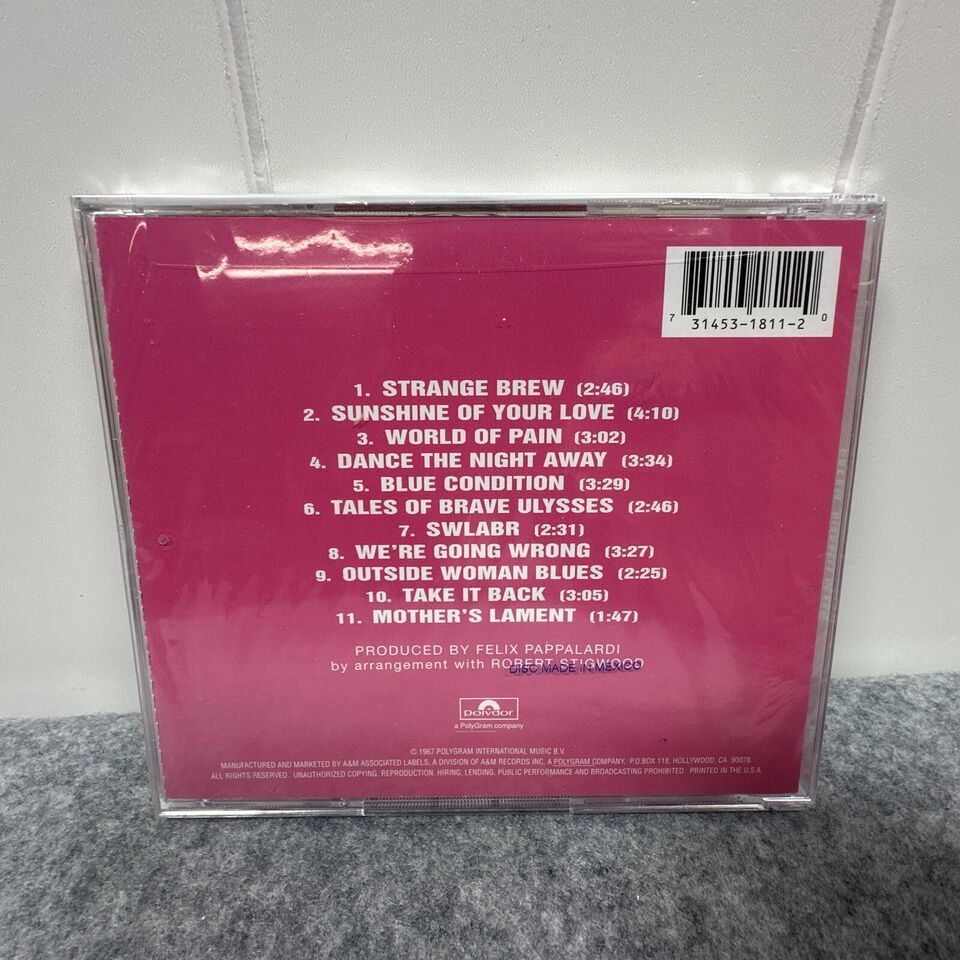 7 31453-1811-2 0
1. STRANGE BREW (2:46)
2. SUNSHINE OF YOUR LOVE (4:10)
3. WORLD OF PAIN (3:02)
4. DANCE THE NIGHT AWAY (3:34)
5. BLUE CONDITION (3:29)
6. TALES OF BRAVE ULYSSES (2:46)
7. SWLABR (2:31)
8. WE'RE GOING WRONG (3:27)
9. OUTSIDE WOMAN BLUES (2:25)
10. TAKE IT BACK (3:05)
11. MOTHER'S LAMENT (1:47)
PRODUCED BY FELIX PAPPALARDI
by arrangement with ROBERT STIGWOOD
DISC MADE IN MEXICO
polydor
a PolyGram company
© 1967 POLYGRAM INTERNATIONAL MUSIC B.V.
MANUFACTURED AND MARKETED BY A&M ASSOCIATED LABELS, A DIVISION OF A&M RECORDS INC, A POLYGRAM COMPANY, P.O BOX 118, HOLLYWOOD, CA 90078.
ALL RIGHTS RESERVED. UNAUTHORIZED COPYING, REPRODUCTION, HIRING, LENDING, PUBLIC PERFORMANCE AND BROADCASTING PROHIBITED. PRINTED IN THE U.S.A.